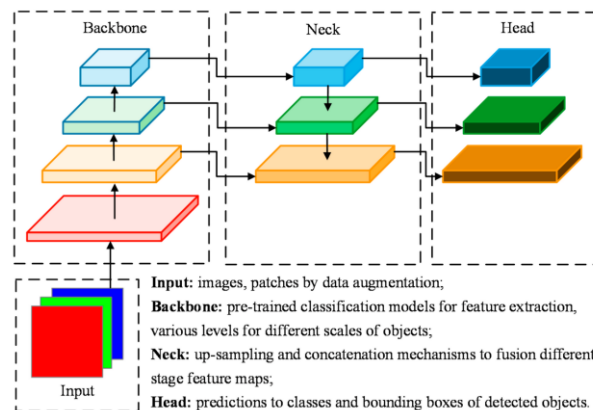 Backbone
Neck
Head
Input
Input: images, patches by data augmentation;
Backbone: pre-trained classification models for feature extraction,
various levels for different scales of objects;
Neck: up-sampling and concatenation mechanisms to fusion different
stage feature maps;
Head: predictions to classes and bounding boxes of detected objects.